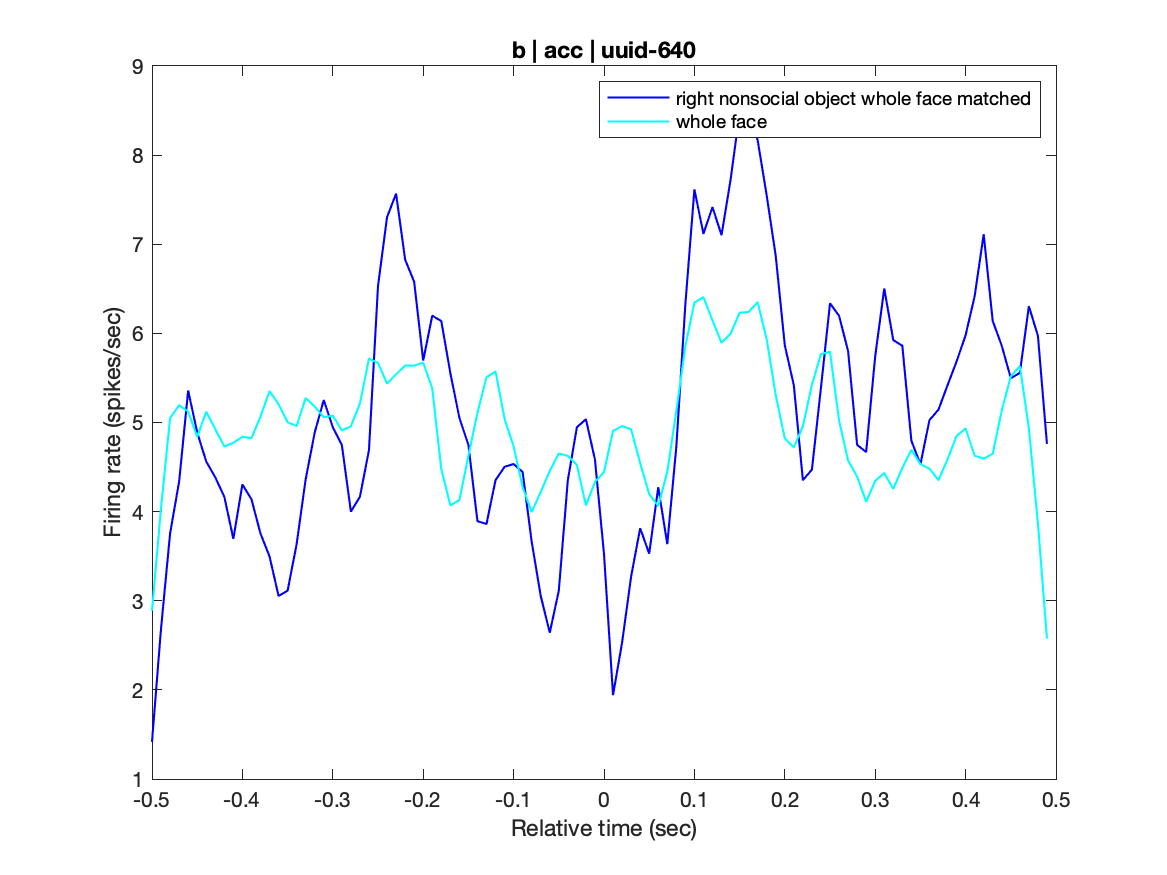 b | acc | uuid-640
right nonsocial object whole face matched
whole face
9
8
7
6
5
4
3
2
1
Firing rate (spikes/sec)
-0.5 -0.4 -0.3 -0.2 -0.1 0 0.1 0.2 0.3 0.4 0.5
Relative time (sec)